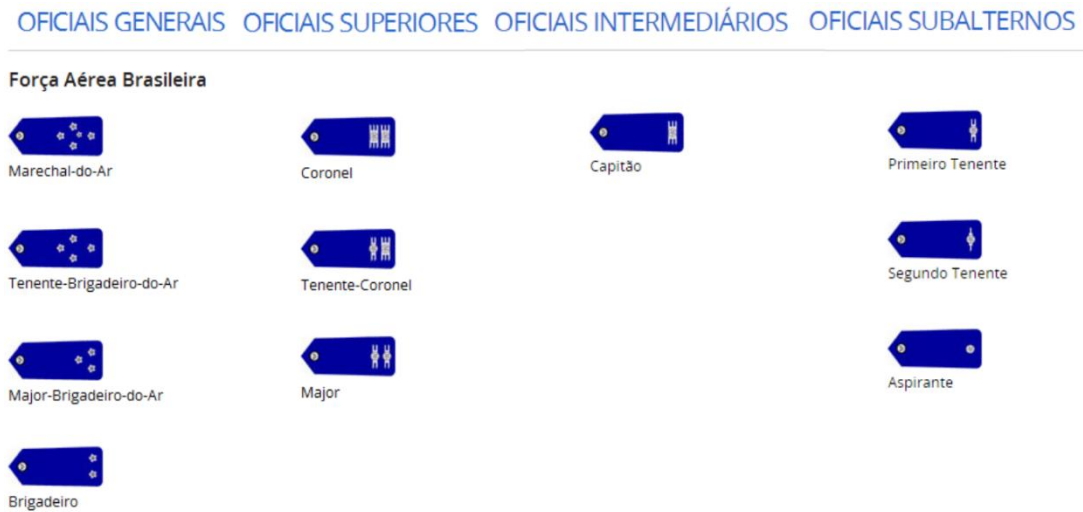 OFICIAIS GENERAIS OFICIAIS SUPERIORES OFICIAIS INTERMEDIÁRIOS OFICIAIS SUBALTERNOS
Força Aérea Brasileira
Marechal-do-Ar Coronel Capitão Primeiro Tenente
Tenente-Brigadeiro-do-Ar Tenente-Coronel Segundo Tenente
Major-Brigadeiro-do-Ar Major Aspirante
Brigadeiro